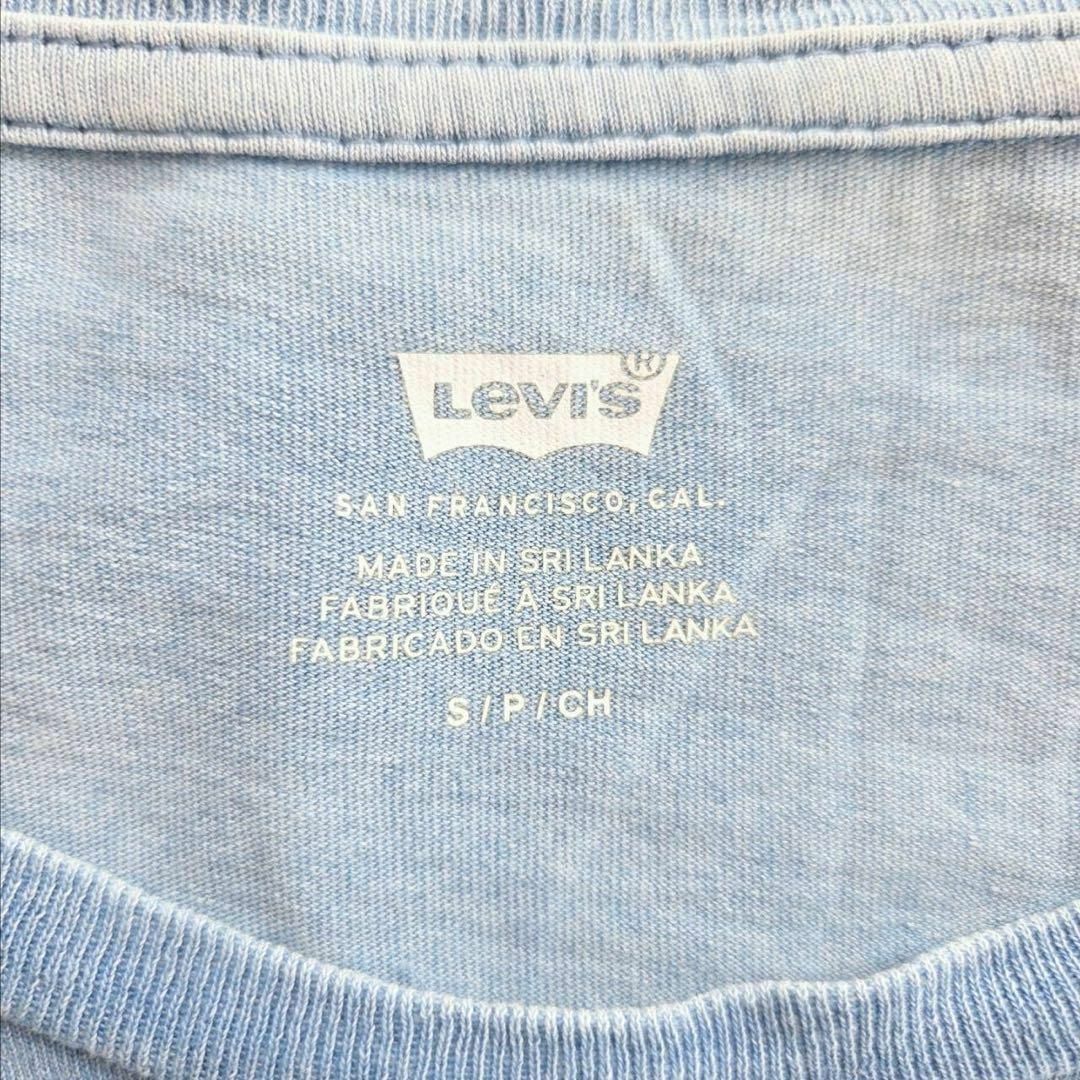 Levi's®
SAN FRANCISCO, CAL.
MADE IN SRI LANKA
FABRIQUÉ À SRI LANKA
FABRICADO EN SRI LANKA
S / P / CH